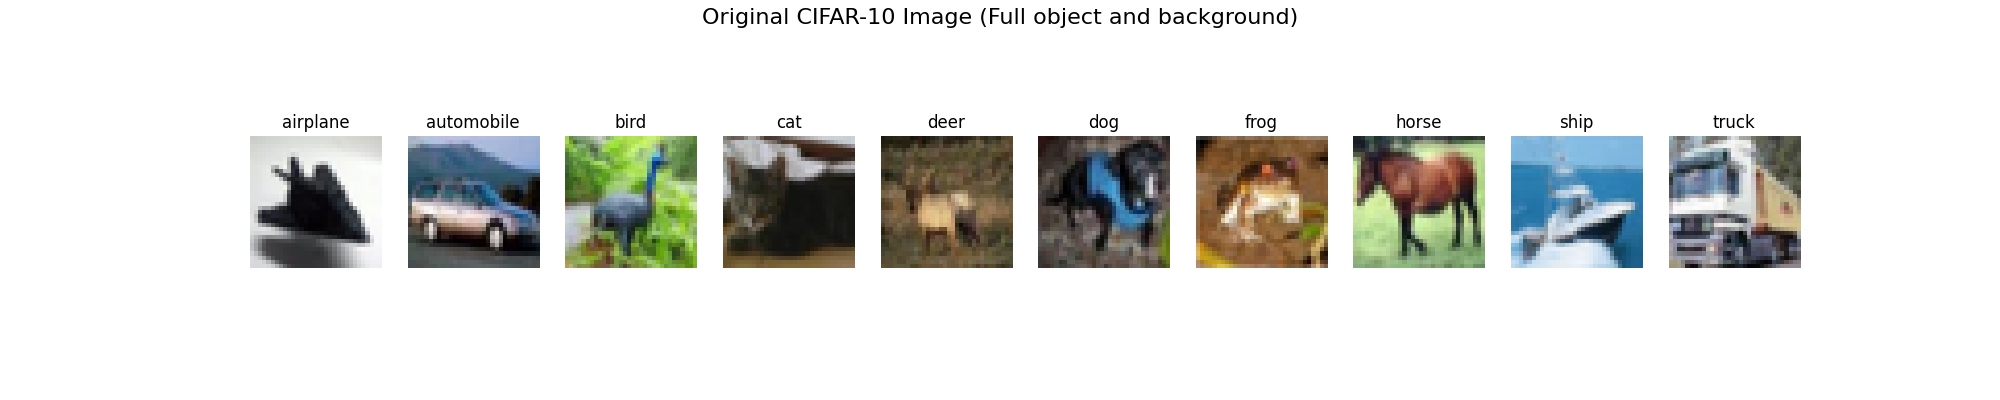 Original CIFAR-10 Image (Full object and background)
airplane automobile bird cat deer dog frog horse ship truck